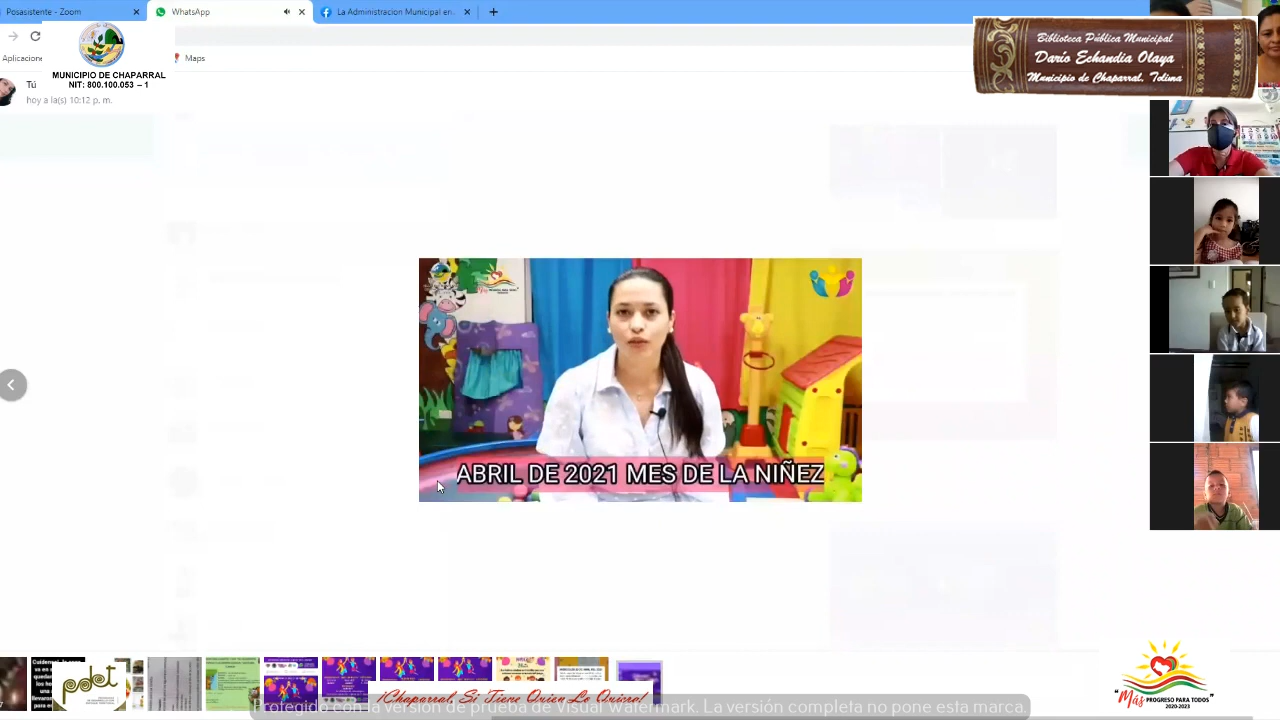 Posasistente - Zoom
WhatsApp
La Administracion Municipal en
Aplicacione
Maps
MUNICIPIO DE CHAPARRAL
NIT: 800.100.053 – 1
Tú
hoy a la(s) 10:12 p. m.
Biblioteca Pública Municipal
Darío Echandia Olaya
Municipio de Chaparral, Tolima
ABRIL DE 2021 MES DE LA NIÑEZ
pdet
¡Chaparral, Si Tiene Quien Lo Quiera!
"Más PROGRESO PARA TODOS"
2020-2023
Protegido con la versión de prueba de Visual Watermark. La versión completa no pone esta marca.